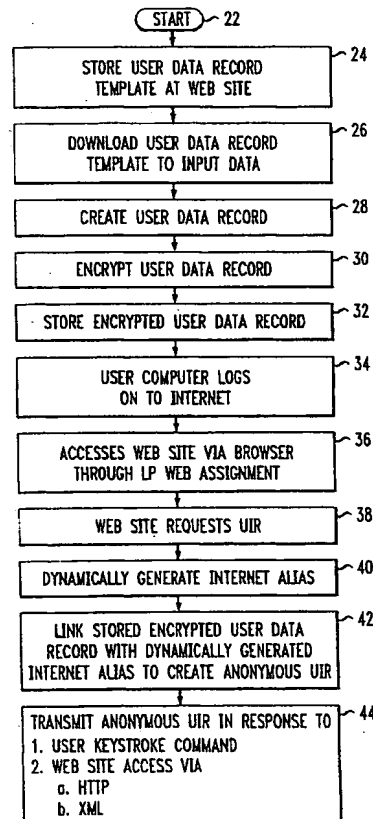 START
22
24
STORE USER DATA RECORD
TEMPLATE AT WEB SITE
26
DOWNLOAD USER DATA RECORD
TEMPLATE TO INPUT DATA
28
CREATE USER DATA RECORD
30
ENCRYPT USER DATA RECORD
32
STORE ENCRYPTED USER DATA RECORD
34
USER COMPUTER LOGS
ON TO INTERNET
36
ACCESSES WEB SITE VIA BROWSER
THROUGH LP WEB ASSIGNMENT
38
WEB SITE REQUESTS UIR
40
DYNAMICALLY GENERATE INTERNET ALIAS
42
LINK STORED ENCRYPTED USER DATA
RECORD WITH DYNAMICALLY GENERATED
INTERNET ALIAS TO CREATE ANONYMOUS UIR
44
TRANSMIT ANONYMOUS UIR IN RESPONSE TO
1. USER KEYSTROKE COMMAND
2. WEB SITE ACCESS VIA
a. HTTP
b. XML